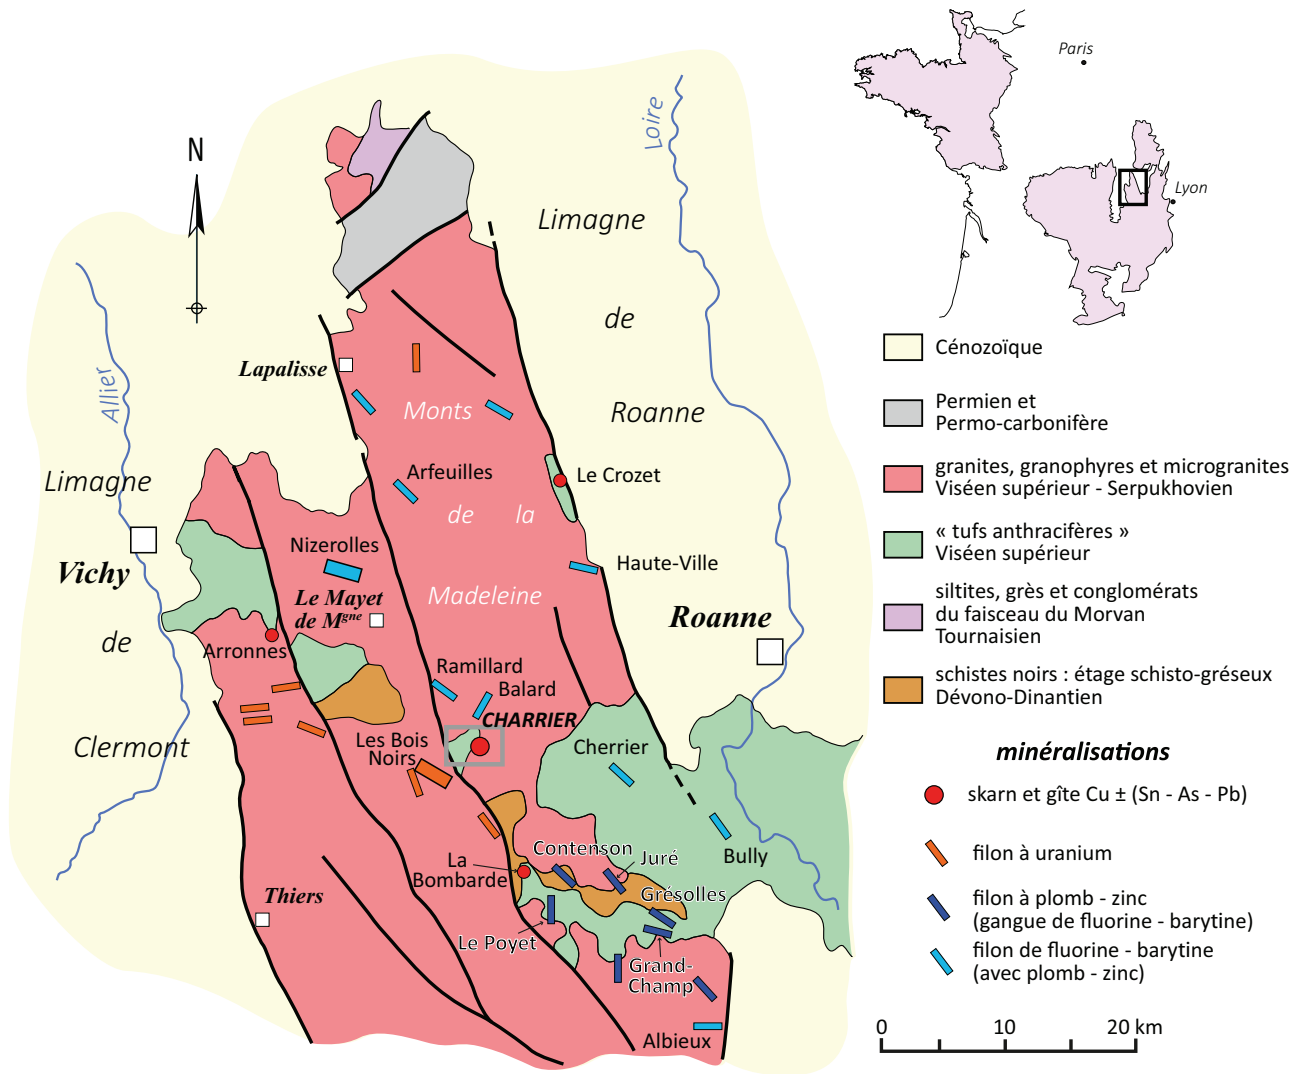 Paris
Lyon
N
Loire
Allier
Limagne
de
Roanne
Lapalisse
Monts
de la
Madeleine
Arfeuilles
Le Crozet
Limagne
de
Clermont
Vichy
Nizerolles
Le Mayet
de Mgne
Haute-Ville
Roanne
Arronnes
Ramillard
Balard
CHARRIER
Les Bois
Noirs
Cherrier
La
Bombarde
Contenson
Juré
Bully
Grésolles
Thiers
Le Poyet
Grand-
Champ
Albieux
Cénozoïque
Permien et
Permo-carbonifère
granites, granophyres et microgranites
Viséen supérieur - Serpukhovien
« tufs anthracifères »
Viséen supérieur
siltites, grès et conglomérats
du faisceau du Morvan
Tournaisien
schistes noirs : étage schisto-gréseux
Dévono-Dinantien
minéralisations
skarn et gîte Cu ± (Sn - As - Pb)
filon à uranium
filon à plomb - zinc
(gangue de fluorine - barytine)
filon de fluorine - barytine
(avec plomb - zinc)
0 10 20 km